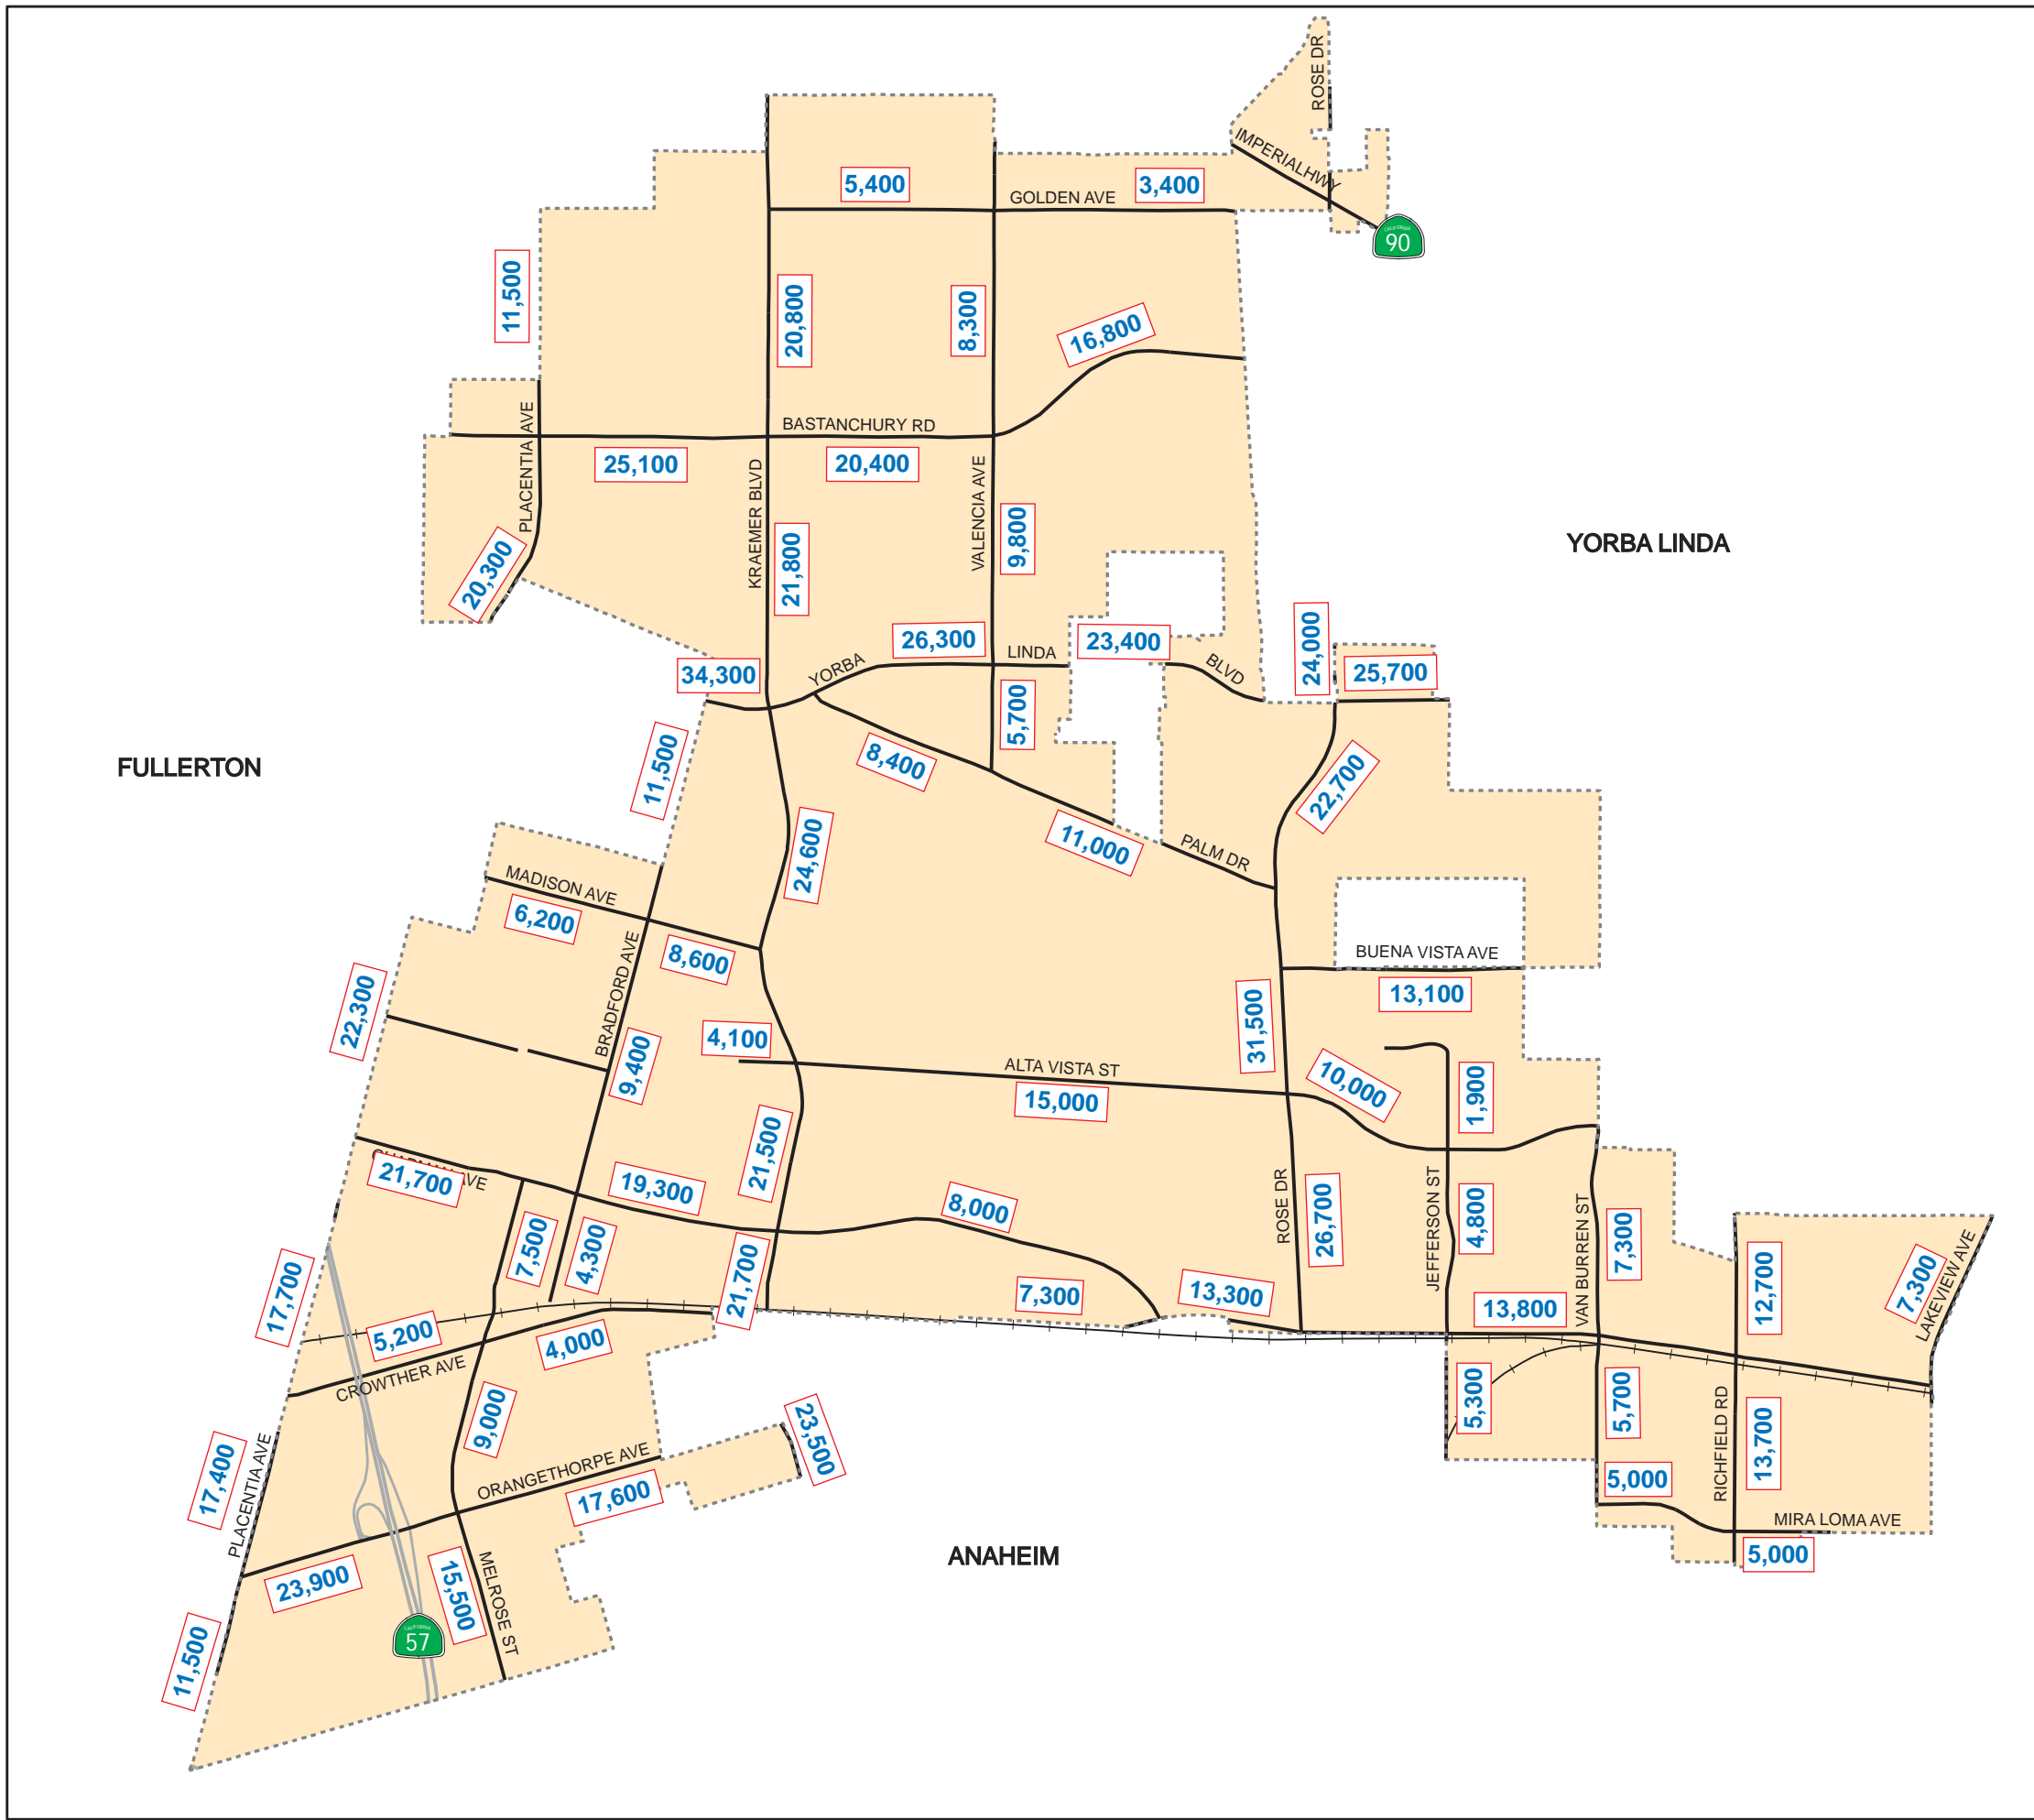 ROSE DR
IMPERIALHWY
CALIFORNIA
90
5,400
GOLDEN AVE
3,400
11,500
20,800
8,300
16,800
BASTANCHURY RD
25,100
20,400
PLACENTIA AVE
KRAEMER BLVD
VALENCIA AVE
20,300
21,800
9,800
YORBA LINDA
34,300
YORBA
26,300
LINDA
23,400
BLVD
24,000
25,700
5,700
FULLERTON
11,500
8,400
22,700
24,600
11,000
PALM DR
MADISON AVE
6,200
8,600
BRADFORD AVE
BUENA VISTA AVE
13,100
22,300
9,400
4,100
31,500
ALTA VISTA ST
15,000
10,000
1,900
21,500
AVE
21,700
19,300
8,000
ROSE DR
26,700
JEFFERSON ST
4,800
VAN BURREN ST
7,300
7,500
4,300
21,700
7,300
13,300
13,800
12,700
7,300
LAKEVIEW AVE
17,700
5,200
4,000
CROWTHER AVE
9,000
23,500
5,300
5,700
RICHFIELD RD
13,700
17,400
PLACENTIA AVE
ORANGETHORPE AVE
17,600
5,000
MIRA LOMA AVE
5,000
ANAHEIM
23,900
15,500
MELROSE ST
CALIFORNIA
57
11,500